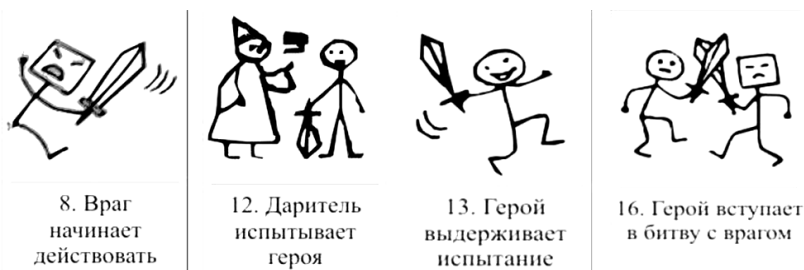 8. Враг
начинает
действовать
12. Даритель
испытывает
героя
13. Герой
выдерживает
испытание
16. Герой вступает
в битву с врагом